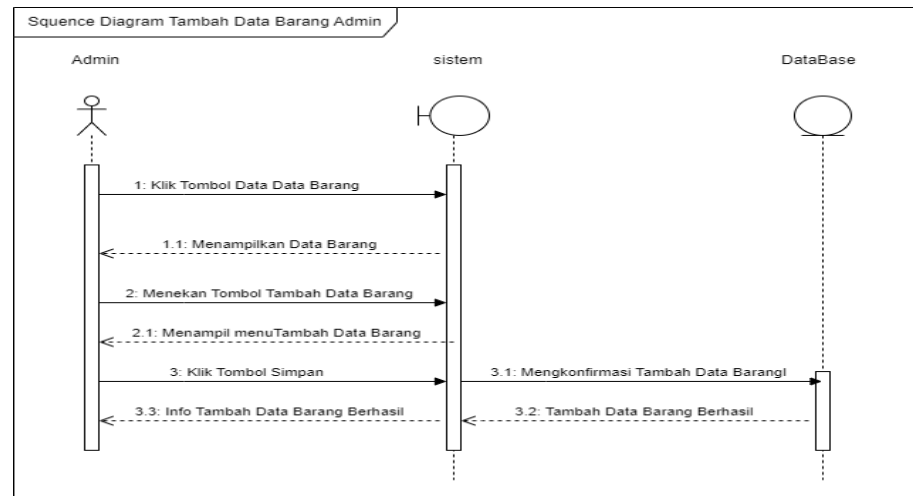 Squence Diagram Tambah Data Barang Admin
Admin
sistem
DataBase
1: Klik Tombol Data Data Barang
1.1: Menampilkan Data Barang
2: Menekan Tombol Tambah Data Barang
2.1: Menampil menuTambah Data Barang
3: Klik Tombol Simpan
3.1: Mengkonfirmasi Tambah Data Barangl
3.3: Info Tambah Data Barang Berhasil
3.2: Tambah Data Barang Berhasil